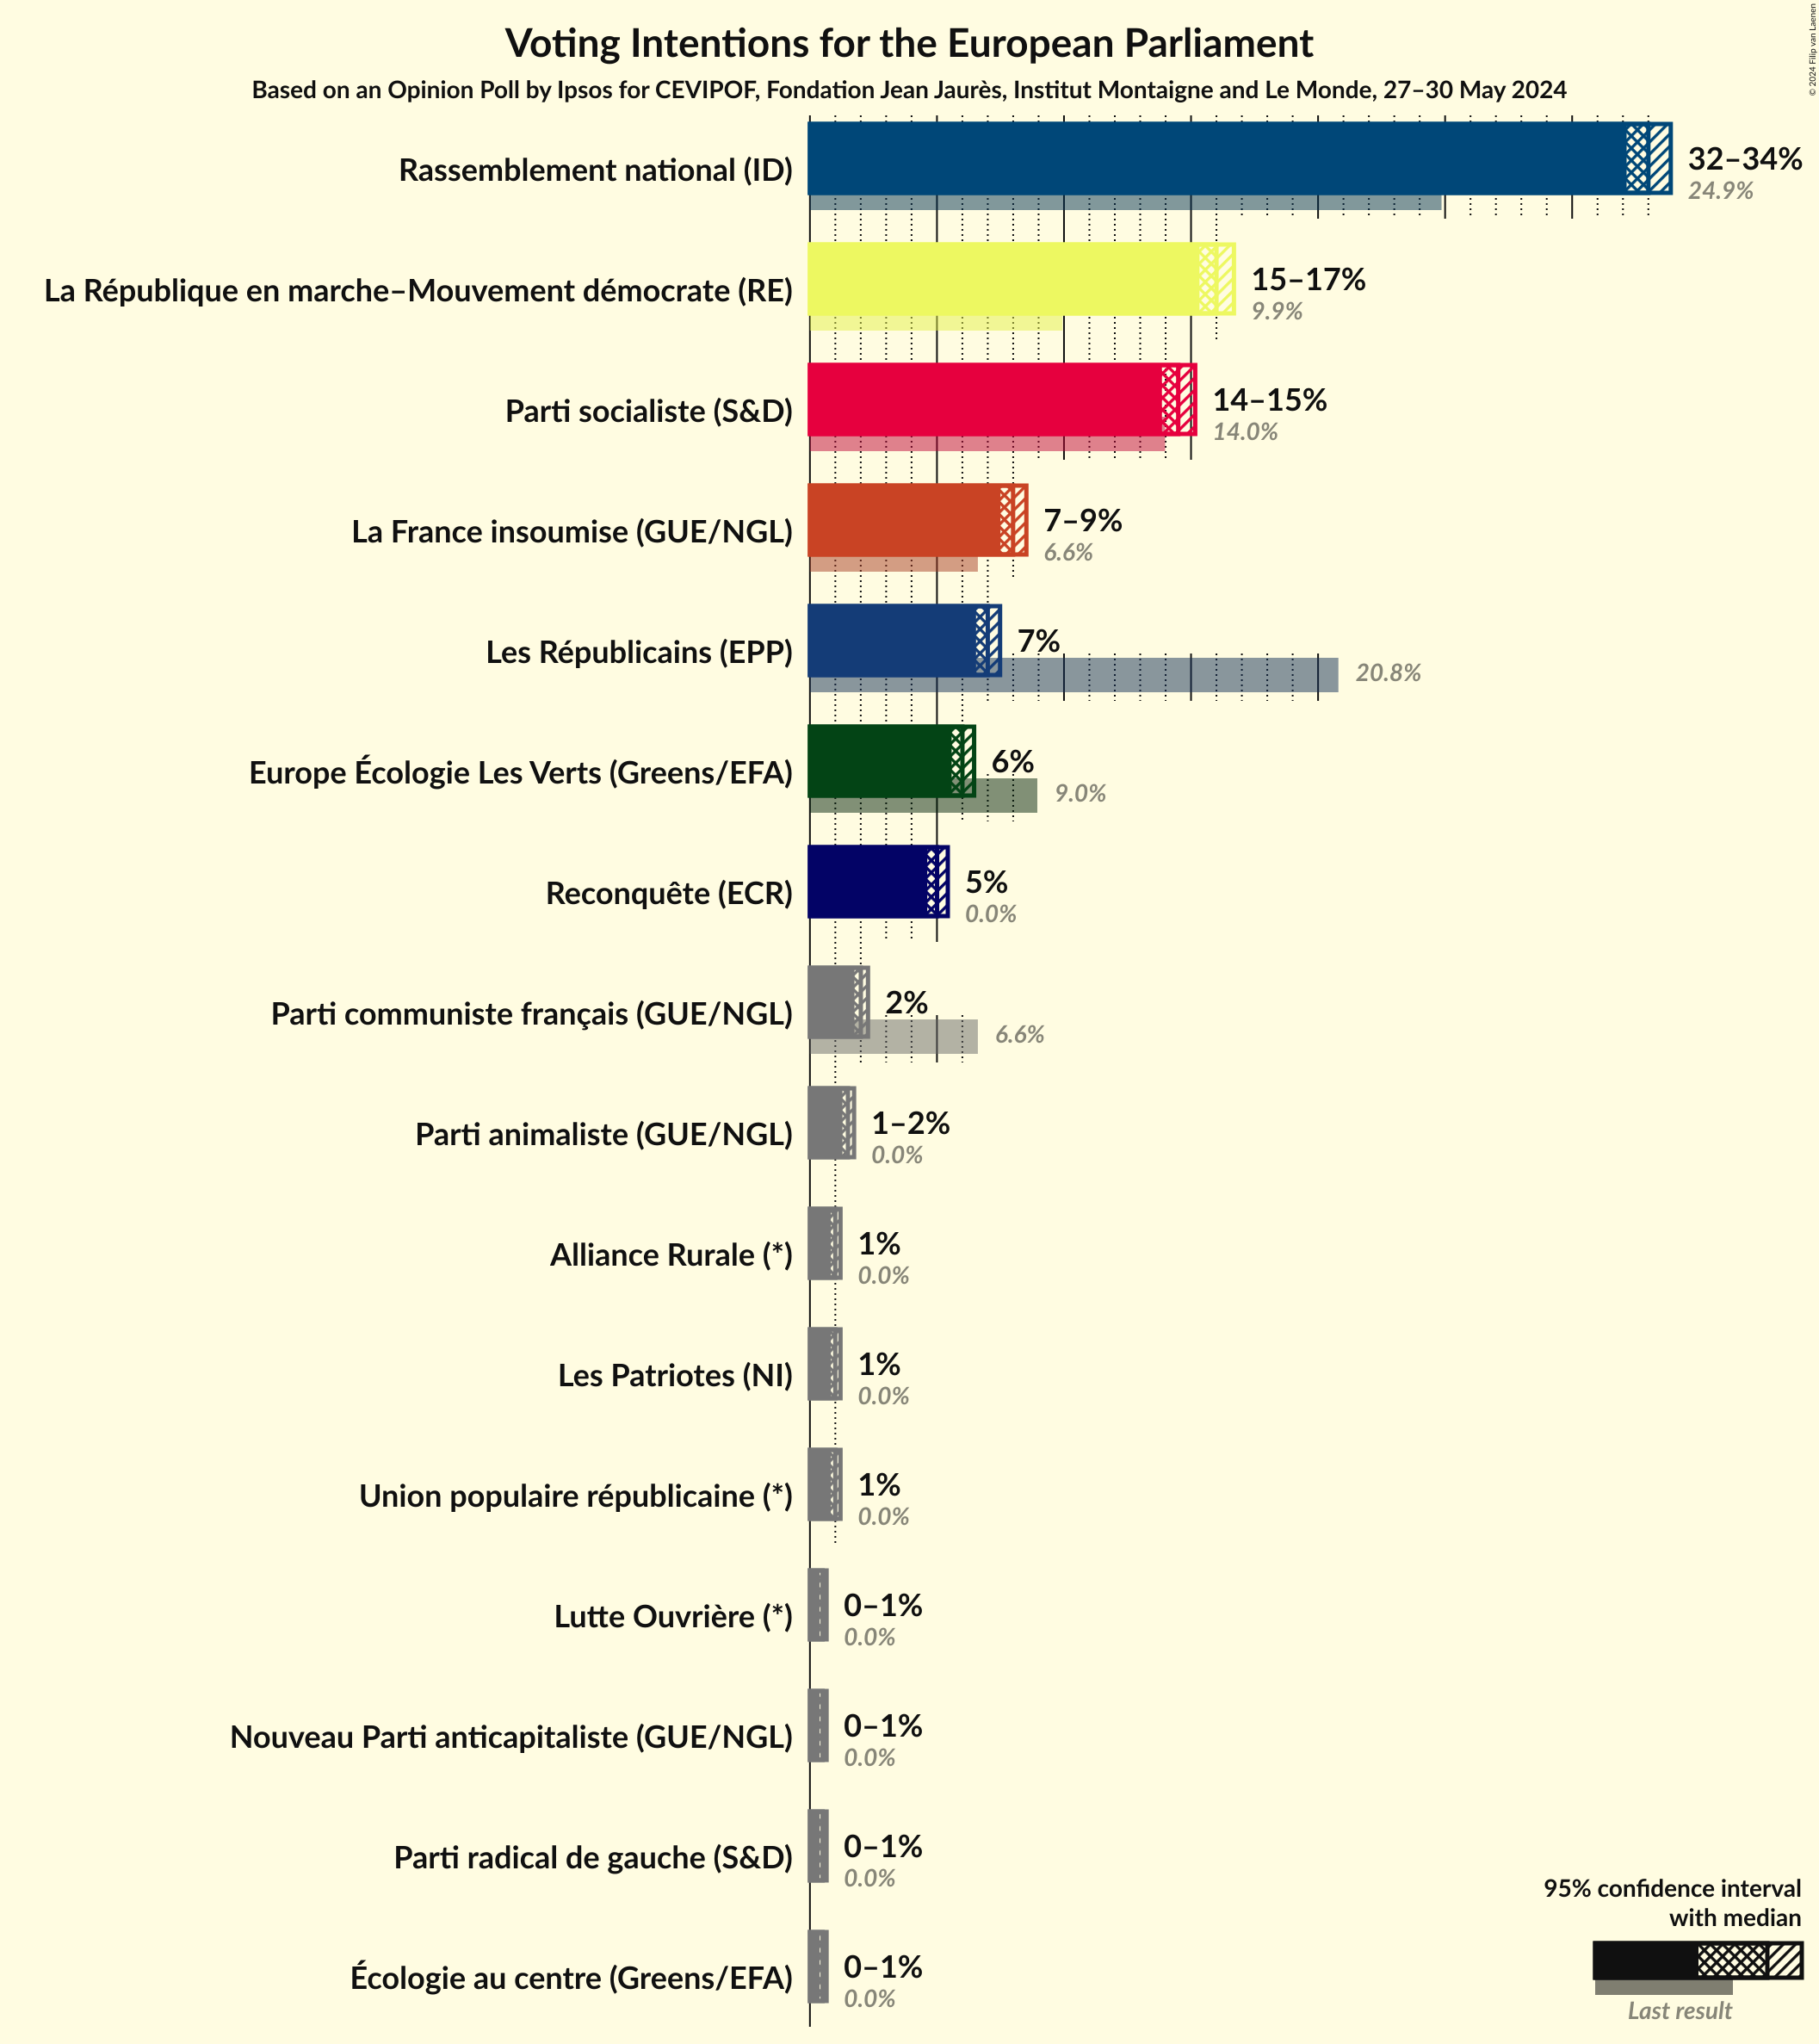 Voting Intentions for the European Parliament
Based on an Opinion Poll by Ipsos for CEVIPOF, Fondation Jean Jaurès, Institut Montaigne and Le Monde, 27–30 May 2024
© 2024 Filip van Laenen
Rassemblement national (ID)
32–34%
24.9%
La République en marche–Mouvement démocrate (RE)
15–17%
9.9%
Parti socialiste (S&D)
14–15%
14.0%
La France insoumise (GUE/NGL)
7–9%
6.6%
Les Républicains (EPP)
7%
20.8%
Europe Écologie Les Verts (Greens/EFA)
6%
9.0%
Reconquête (ECR)
5%
0.0%
Parti communiste français (GUE/NGL)
2%
6.6%
Parti animaliste (GUE/NGL)
1–2%
0.0%
Alliance Rurale (*)
1%
0.0%
Les Patriotes (NI)
1%
0.0%
Union populaire républicaine (*)
1%
0.0%
Lutte Ouvrière (*)
0–1%
0.0%
Nouveau Parti anticapitaliste (GUE/NGL)
0–1%
0.0%
Parti radical de gauche (S&D)
0–1%
0.0%
Écologie au centre (Greens/EFA)
0–1%
0.0%
95% confidence interval
with median
Last result